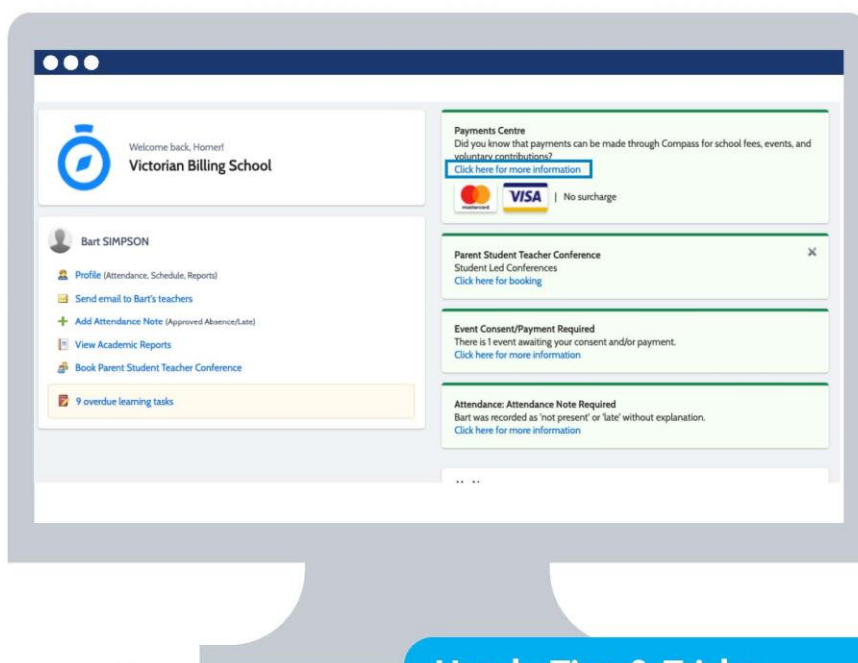 Welcome back, Homer!
Victorian Billing School
Bart SIMPSON
Profile (Attendance, Schedule, Reports)
Send email to Bart's teachers
Add Attendance Note (Approved Absence/Late)
View Academic Reports
Book Parent Student Teacher Conference
9 overdue learning tasks
Payments Centre
Did you know that payments can be made through Compass for school fees, events, and
voluntary contributions?
Click here for more information
mastercard VISA | No surcharge
Parent Student Teacher Conference
Student Led Conferences
Click here for booking
Event Consent/Payment Required
There is 1 event awaiting your consent and/or payment.
Click here for more information
Attendance: Attendance Note Required
Bart was recorded as 'not present' or 'late' without explanation.
Click here for more information